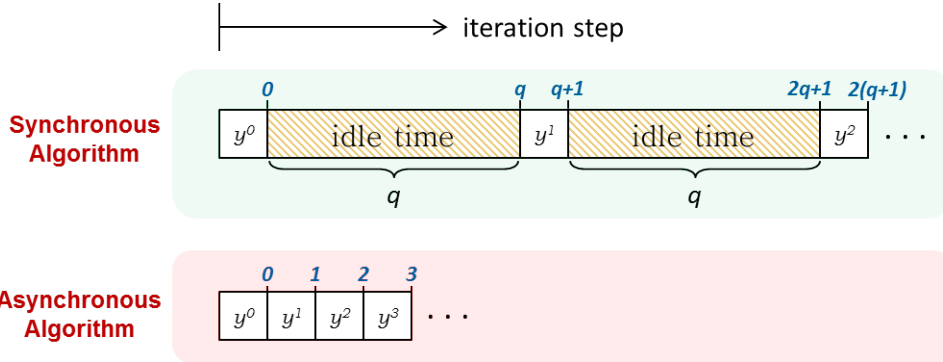 iteration step
0 q q+1 2q+1 2(q+1)
Synchronous
Algorithm
y⁰ idle time y¹ idle time y² ···
q q
0 1 2 3
Asynchronous
Algorithm
y⁰ y¹ y² y³ ···